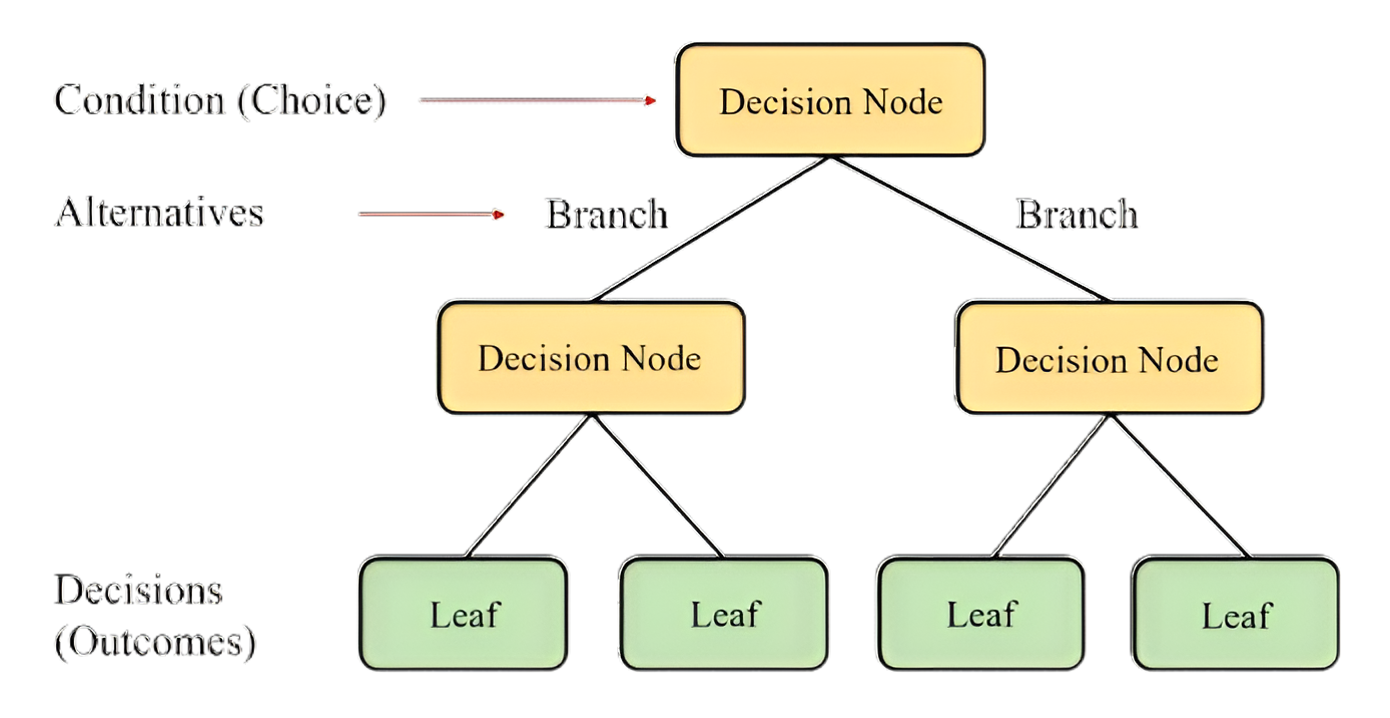 Condition (Choice)
Decision Node
Alternatives
Branch
Branch
Decision Node
Decision Node
Decisions
(Outcomes)
Leaf
Leaf
Leaf
Leaf